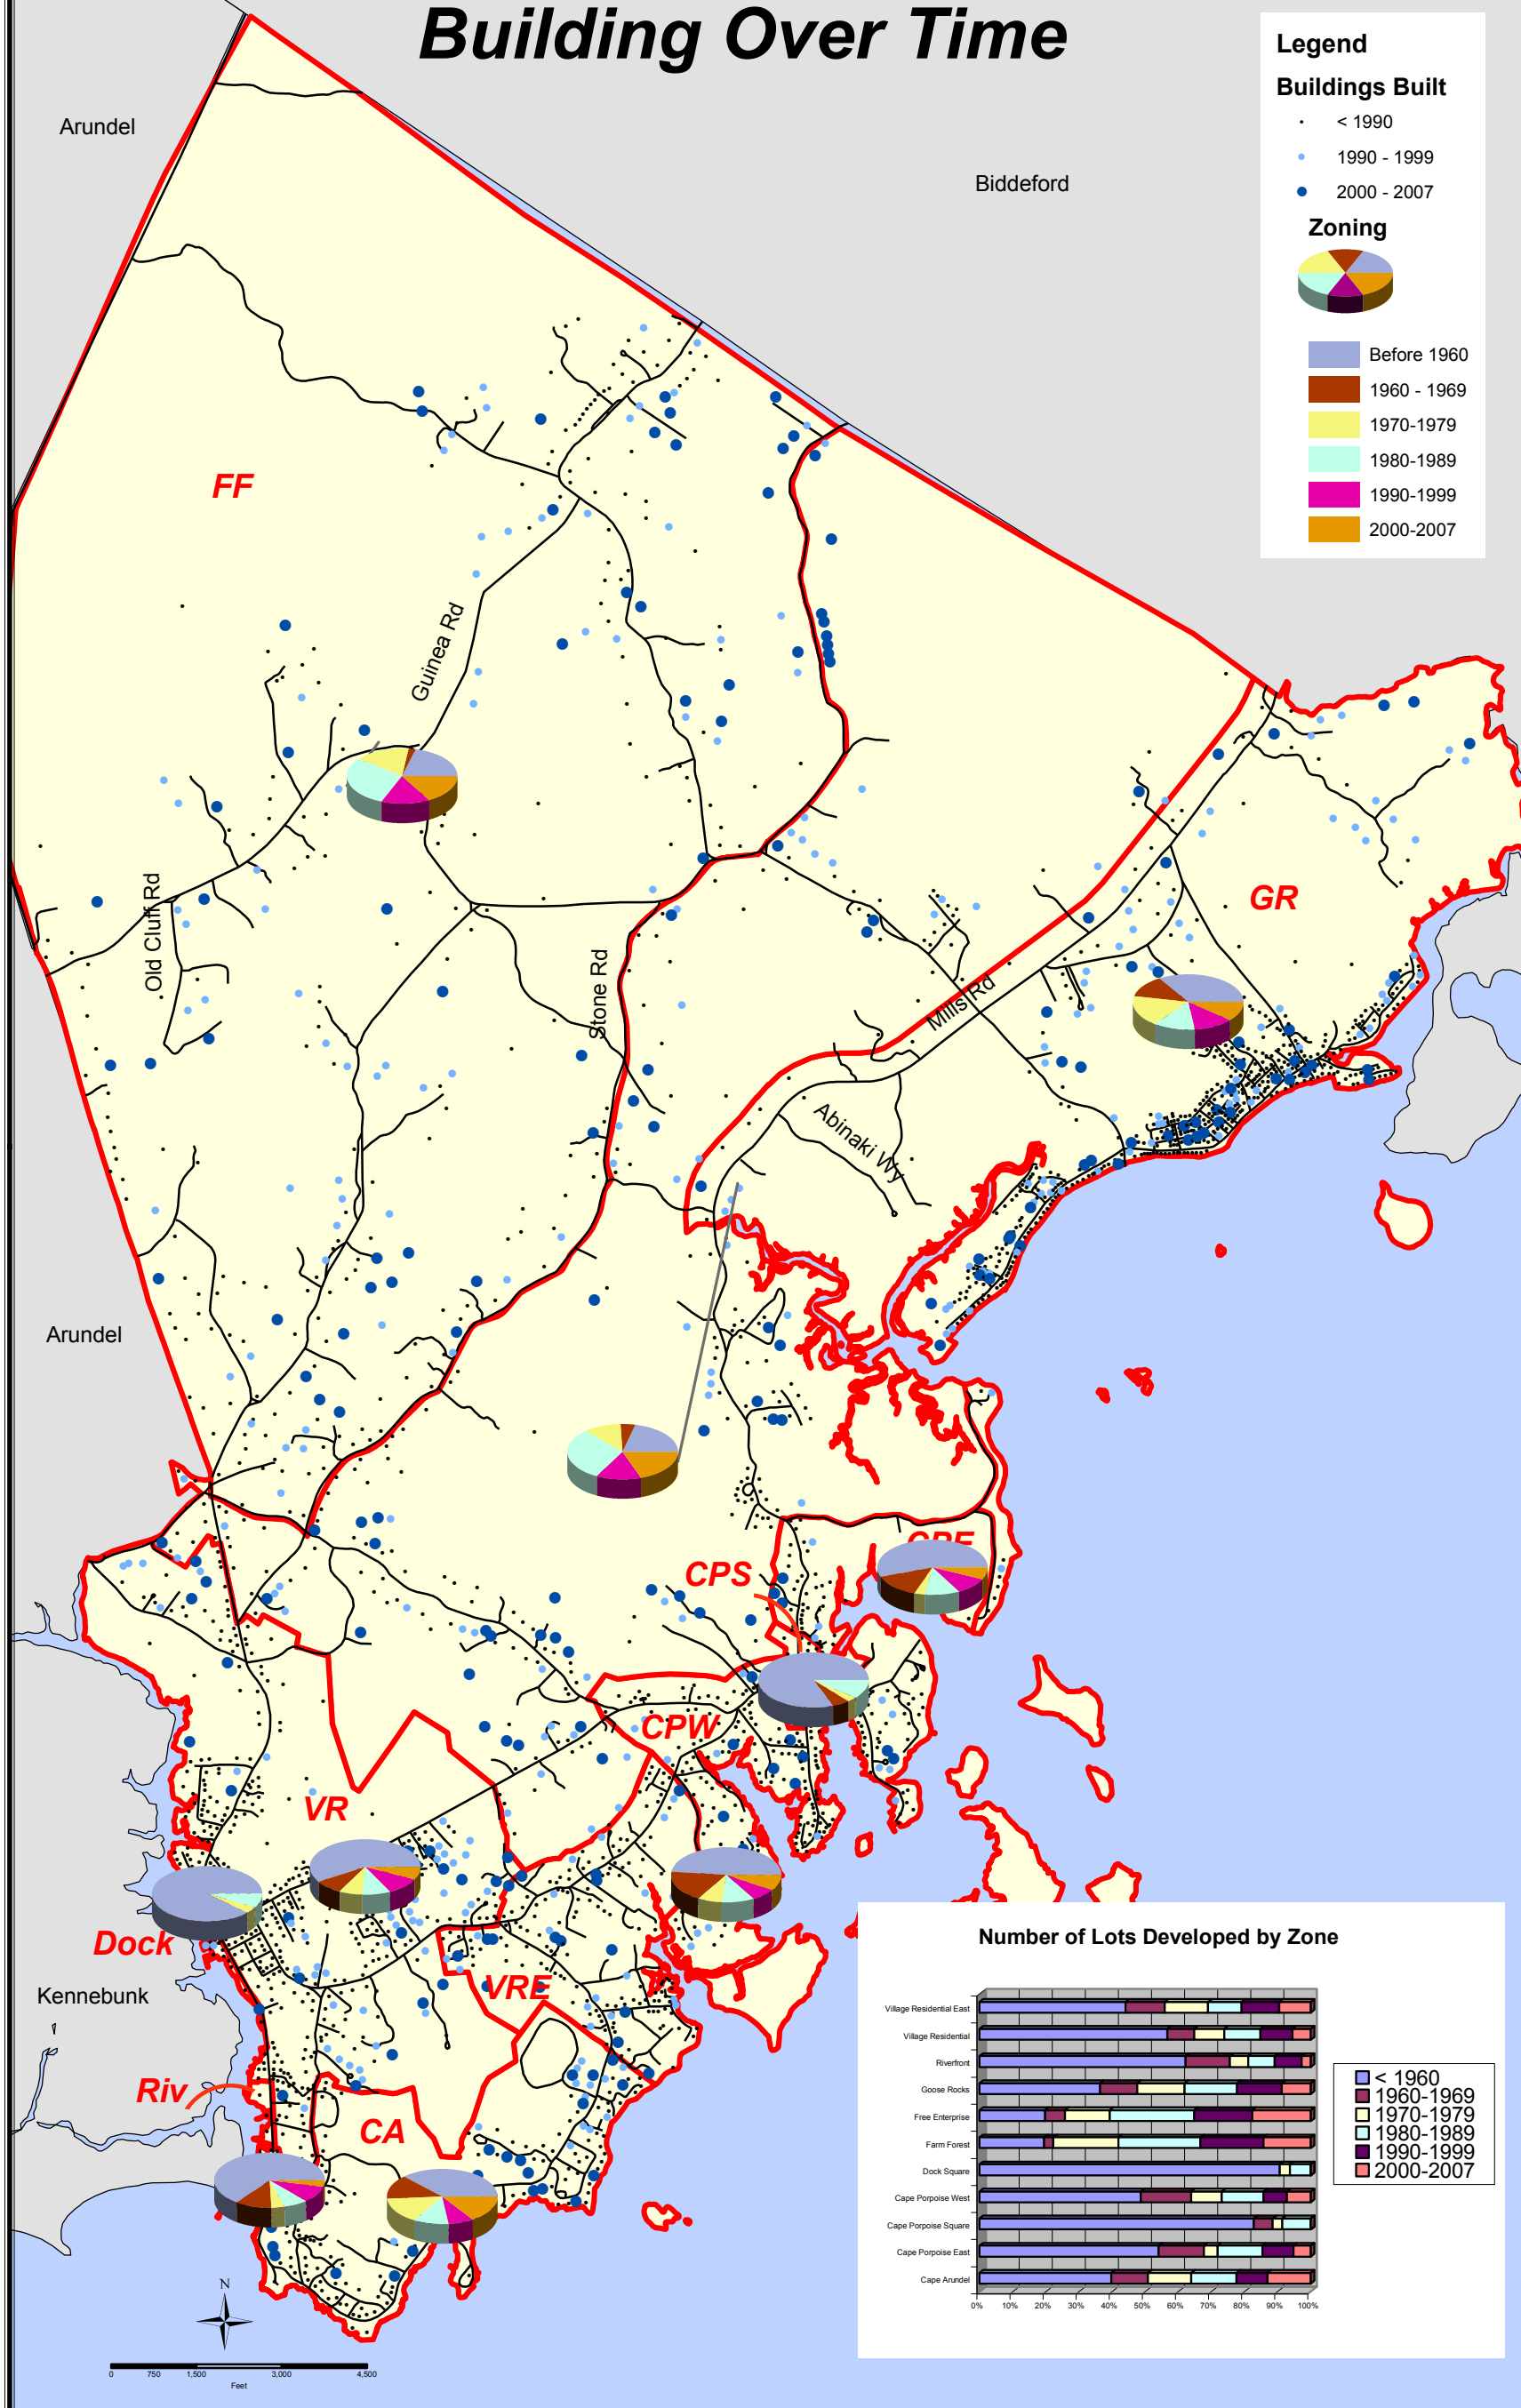 Building Over Time
Legend
Buildings Built
< 1990
1990 - 1999
2000 - 2007
Zoning
Before 1960
1960 - 1969
1970-1979
1980-1989
1990-1999
2000-2007
Arundel
Biddeford
FF
Guinea Rd
Old Cluff Rd
Stone Rd
GR
Mills Rd
Abinaki Wy
Arundel
CPE
CPS
CPW
VR
Dock
VRE
Kennebunk
Riv
CA
N
0 750 1,500 3,000 4,500
Feet
Number of Lots Developed by Zone
Village Residential East
Village Residential
Riverfront
Goose Rocks
Free Enterprise
Farm Forest
Dock Square
Cape Porpoise West
Cape Porpoise Square
Cape Porpoise East
Cape Arundel
0% 10% 20% 30% 40% 50% 60% 70% 80% 90% 100%
< 1960
1960-1969
1970-1979
1980-1989
1990-1999
2000-2007